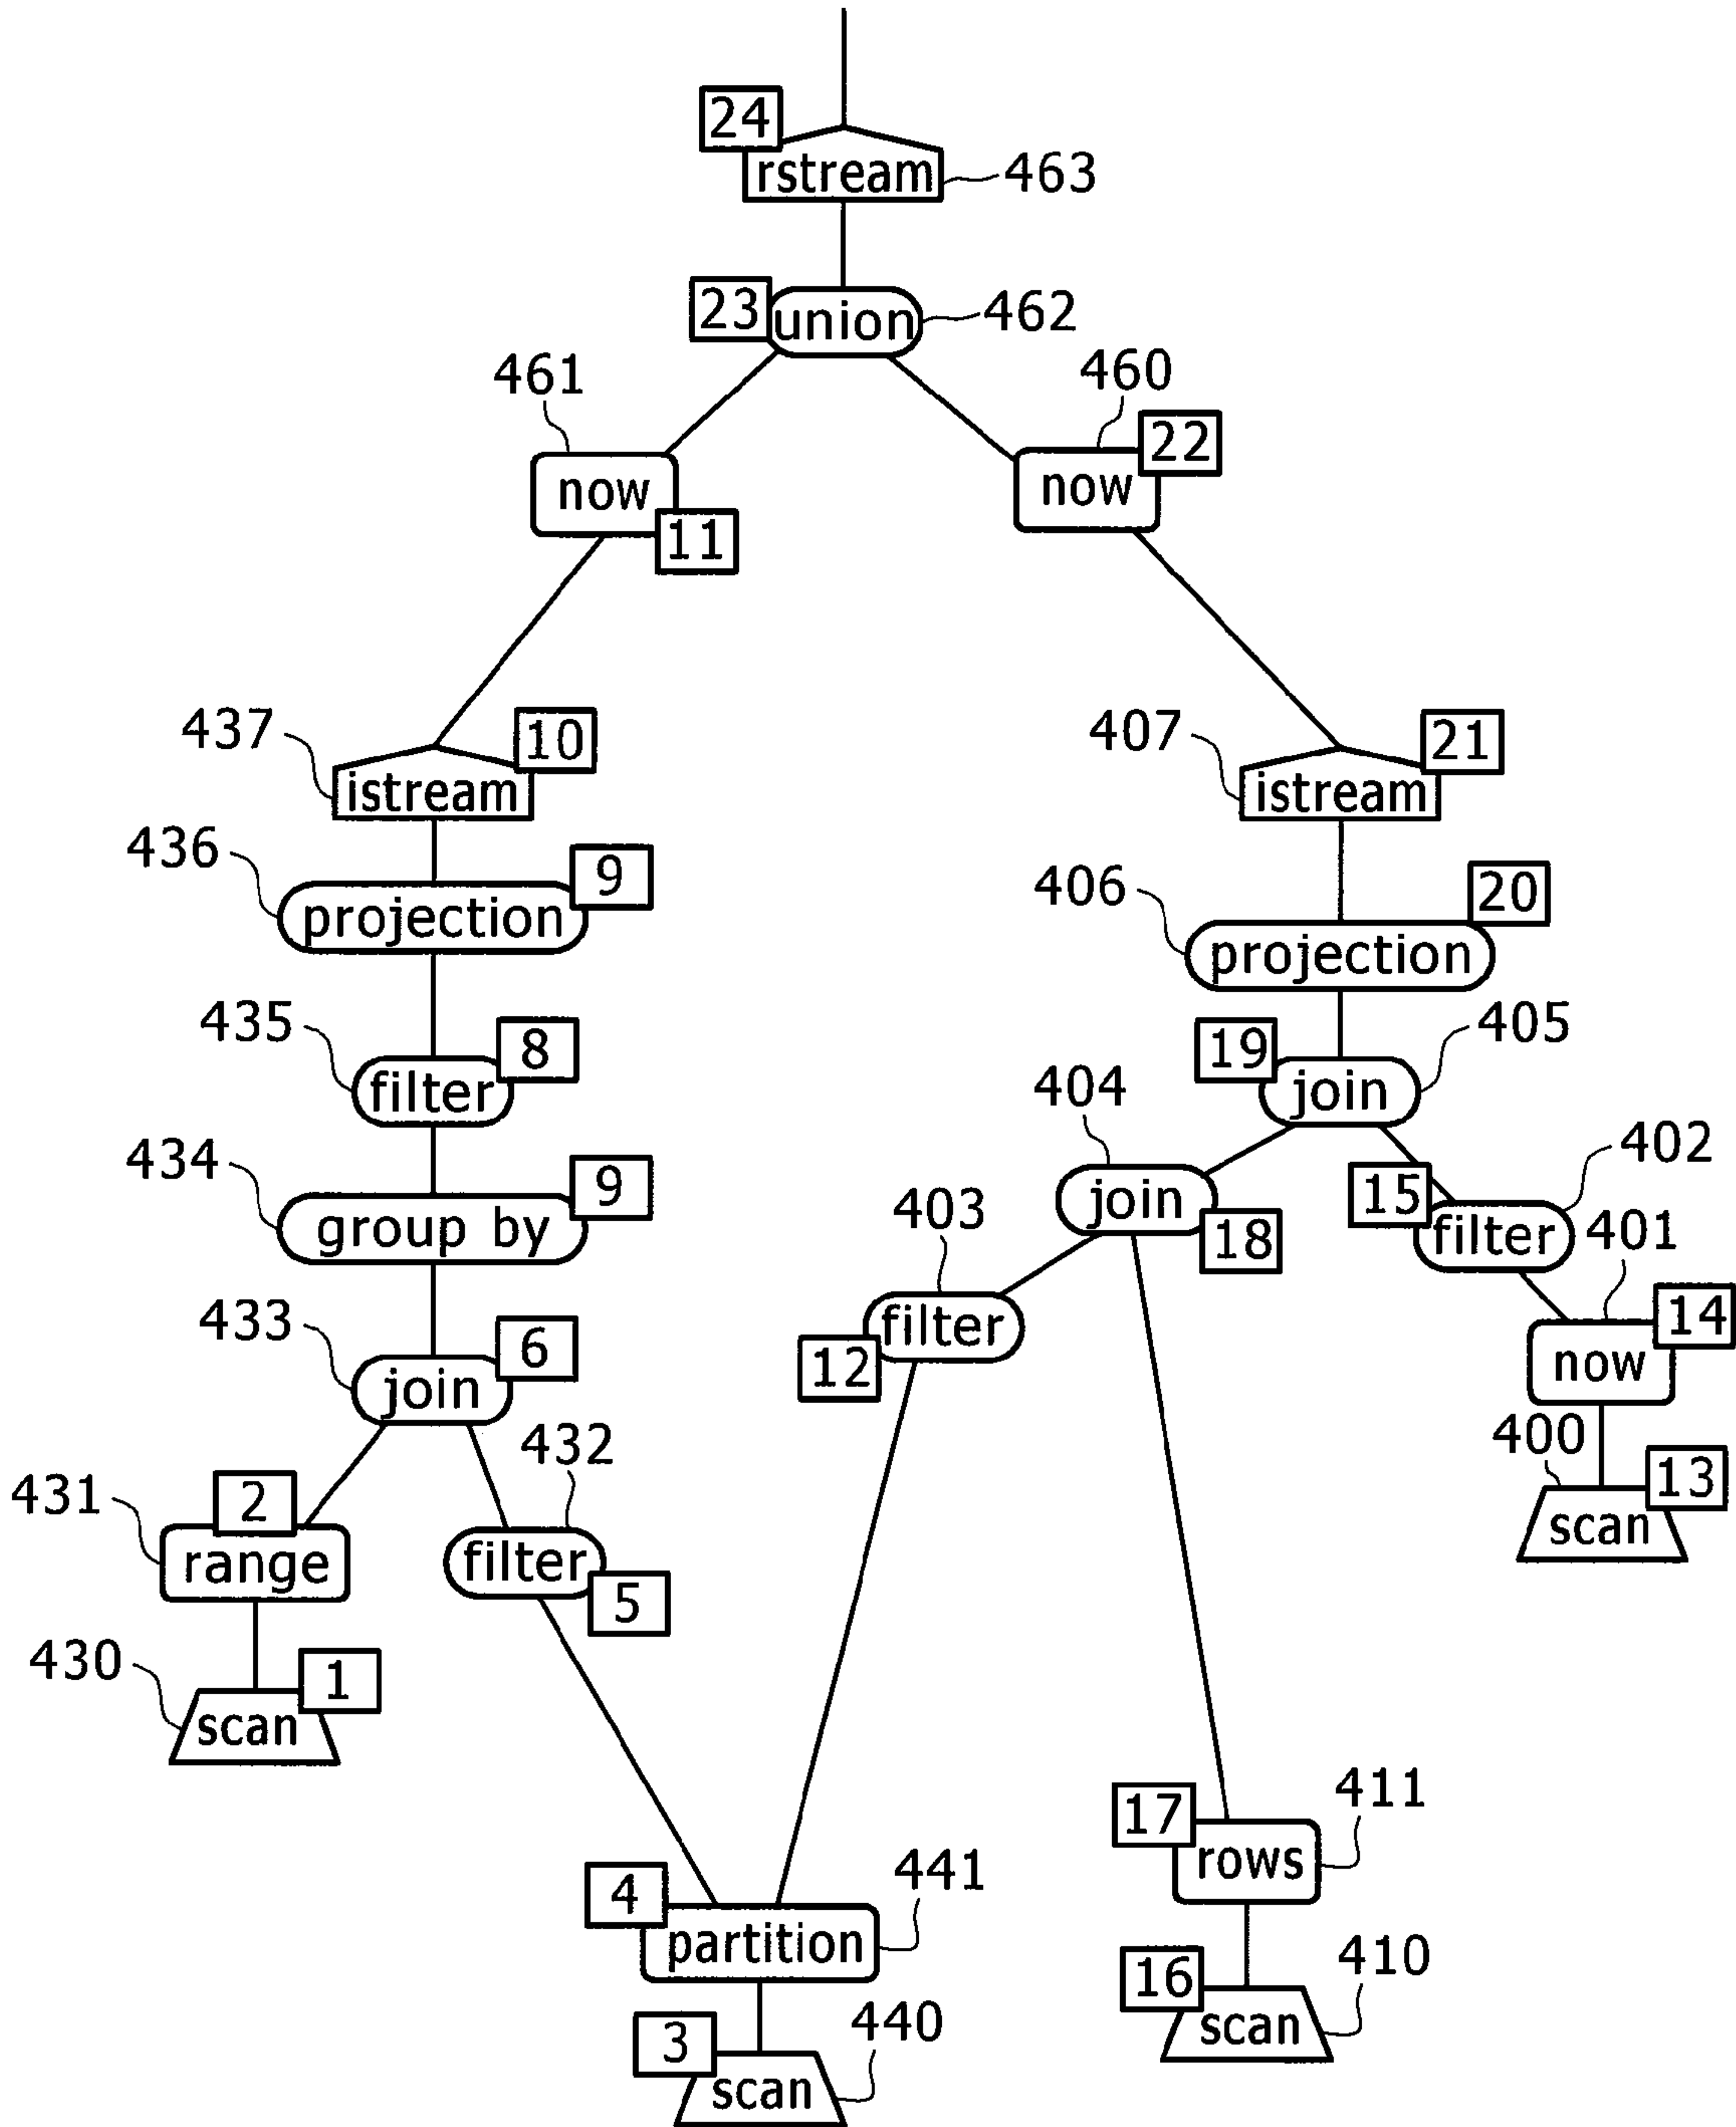 24
rstream
463
23
union
462
461
460
now
22
now
11
437
10
407
21
istream
istream
436
9
406
20
projection
projection
435
8
405
19
filter
404
join
434
9
402
15
403
join
group by
401
18
filter
433
6
filter
14
12
join
now
432
400
431
2
13
range
filter
scan
5
430
1
scan
17
411
rows
4
441
partition
16
410
3
440
scan
scan